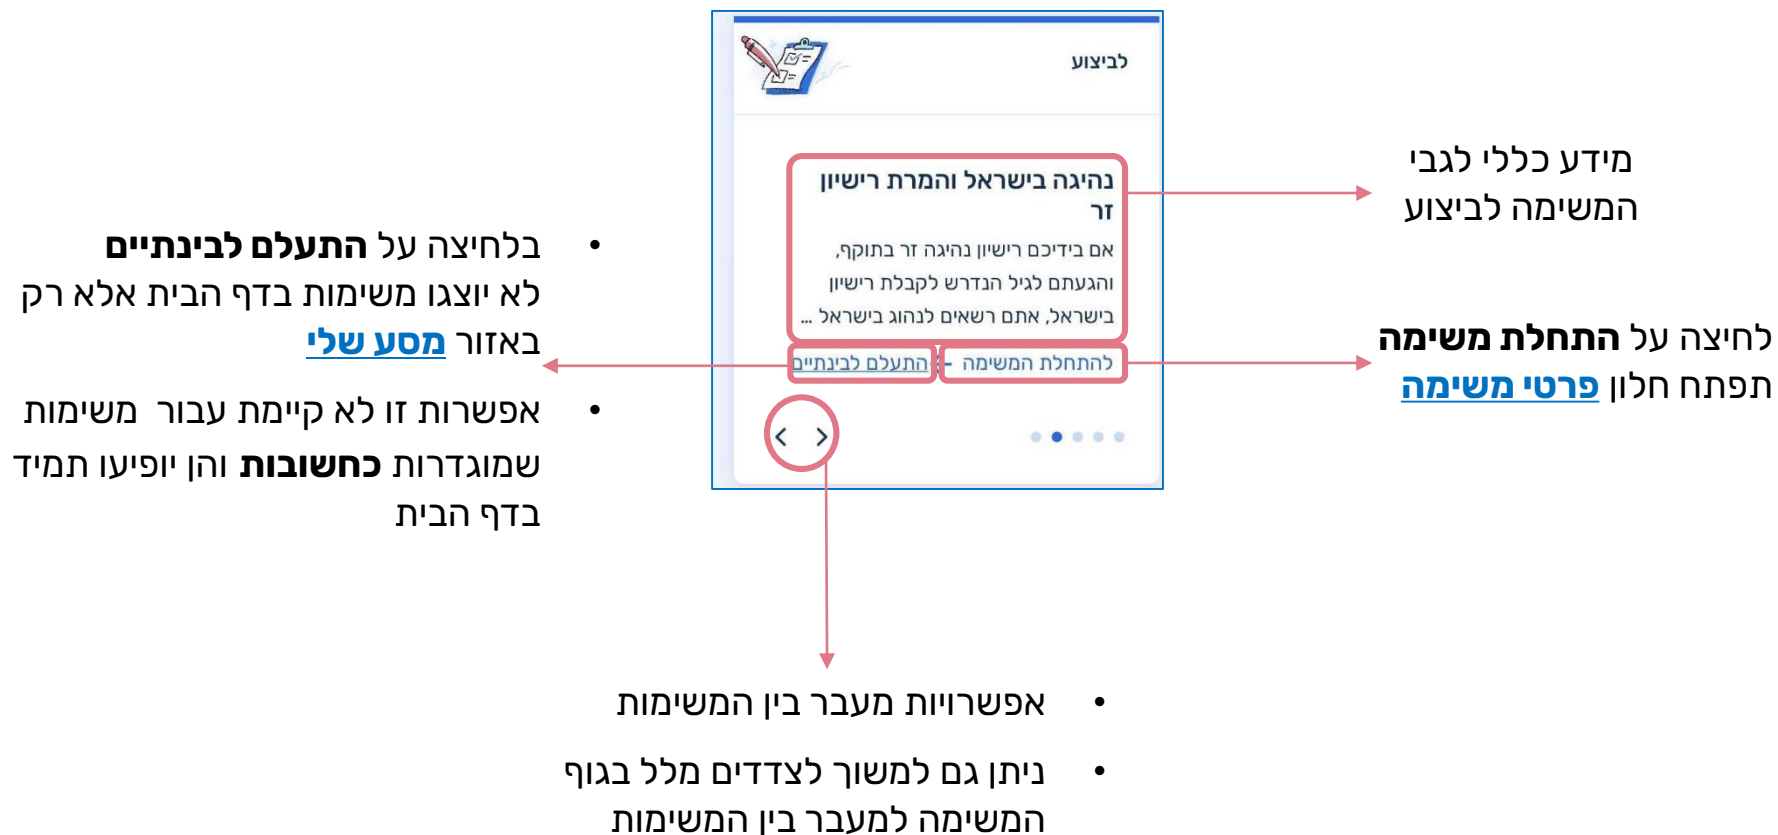 לביצוע
נהיגה בישראל והמרת רישיון
זר
אם בידיכם רישיון נהיגה זר בתוקף,
והגעתם לגיל הנדרש לקבלת רישיון
בישראל, אתם רשאים לנהוג בישראל ...
להתחלת המשימה ← התעלם לבינתיים
מידע כללי לגבי
המשימה לביצוע
לחיצה על התחלת משימה
תפתח חלון פרטי משימה
• בלחיצה על התעלם לבינתיים
לא יוצגו משימות בדף הבית אלא רק
באזור מסע שלי
• אפשרות זו לא קיימת עבור משימות
שמוגדרות כחשובות והן יופיעו תמיד
בדף הבית
• אפשרויות מעבר בין המשימות
• ניתן גם למשוך לצדדים מלל בגוף
המשימה למעבר בין המשימות